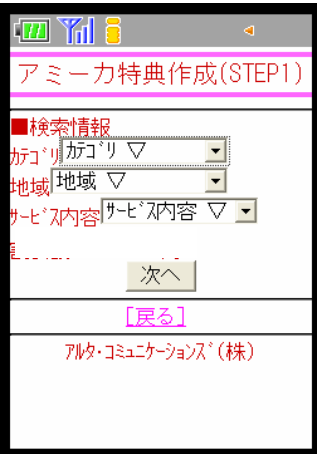 アミーカ特典作成(STEP1)
■検索情報
ｶﾃｺﾞﾘ ｶﾃｺﾞﾘ ▽
地域 地域 ▽
ｻｰﾋﾞｽ内容 ｻｰﾋﾞｽ内容 ▽
次へ
[戻る]
ｱﾙﾀ･ｺﾐｭﾆｹｰｼｮﾝｽﾞ(株)